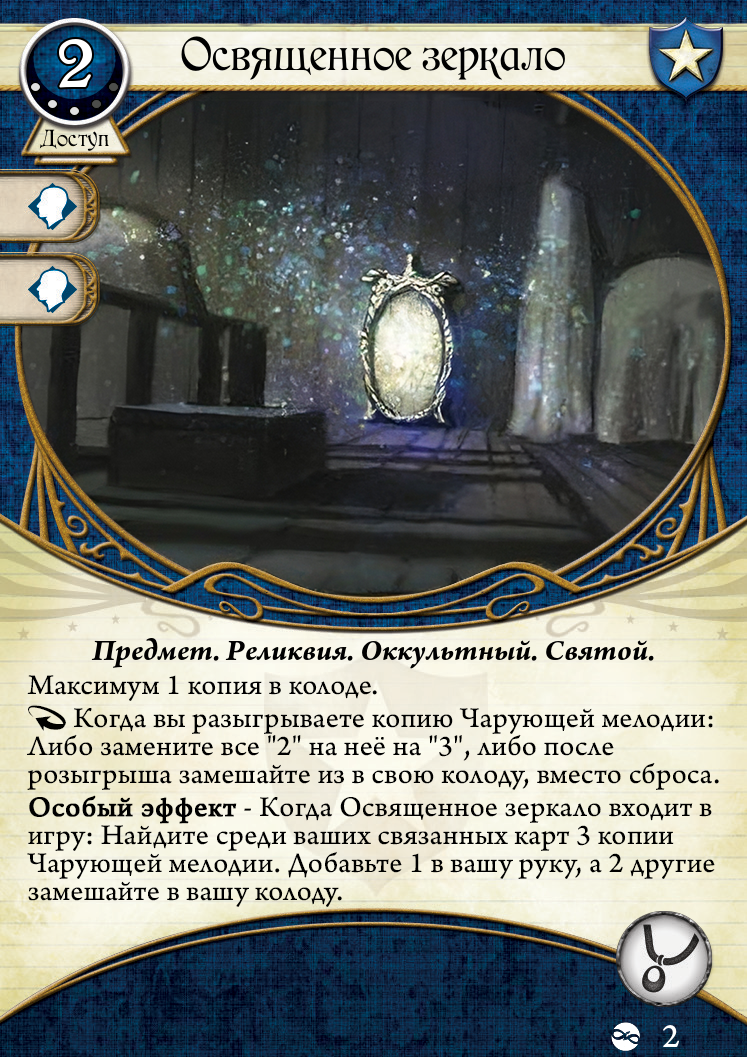 2
Освященное зеркало
Доступ
Предмет. Реликвия. Оккультный. Святой.
Максимум 1 копия в колоде.
Когда вы разыгрываете копию Чарующей мелодии:
Либо замените все "2" на неё на "3", либо после
розыгрыша замешайте из в свою колоду, вместо сброса.
Особый эффект - Когда Освященное зеркало входит в
игру: Найдите среди ваших связанных карт 3 копии
Чарующей мелодии. Добавьте 1 в вашу руку, а 2 другие
замешайте в вашу колоду.
2